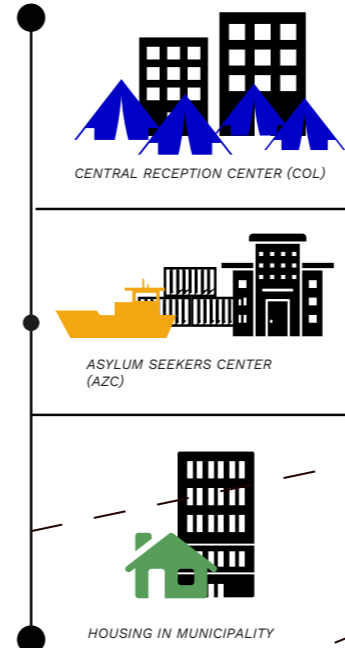 CENTRAL RECEPTION CENTER (COL)
ASYLUM SEEKERS CENTER
(AZC)
HOUSING IN MUNICIPALITY